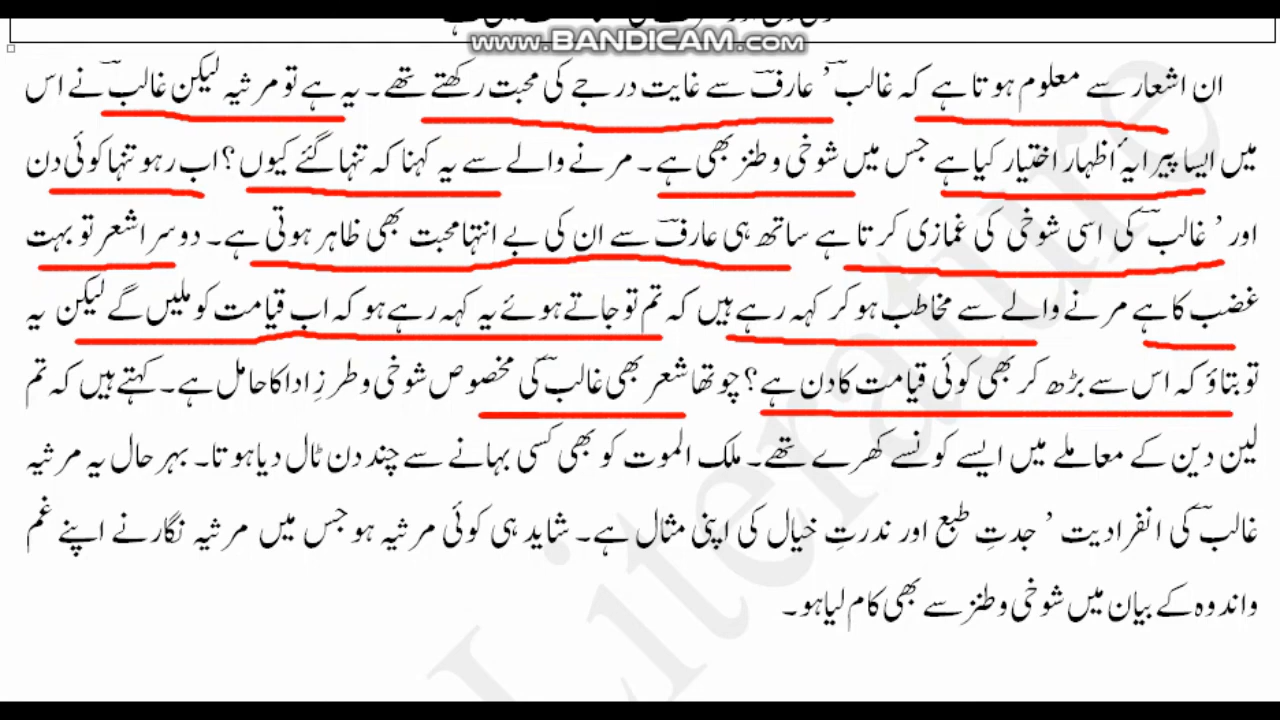 www.BANDICAM.com
ان اشعار سے معلوم ہوتا ہے کہ غالبؔ ’ عارفؔ سے غایت درجے کی محبت رکھتے تھے۔ یہ ہے تو مرثیہ لیکن غالبؔ نے اس
میں ایسا پیرایۂ اظہار اختیار کیا ہے جس میں شوخی و طنز بھی ہے۔ مرنے والے سے یہ کہنا کہ تنہا گئے کیوں؟ اب رہو تنہا کوئی دن
اور ’ غالبؔ کی اسی شوخی کی غمازی کرتا ہے ساتھ ہی عارفؔ سے ان کی بے انتہا محبت بھی ظاہر ہوتی ہے۔ دوسرا شعر تو بہت
غضب کا ہے مرنے والے سے مخاطب ہو کر کہہ رہے ہیں کہ تم تو جاتے ہوئے یہ کہہ رہے ہو کہ اب قیامت کو ملیں گے لیکن یہ
تو بتاؤ کہ اس سے بڑھ کر بھی کوئی قیامت کا دن ہے؟ چوتھا شعر بھی غالبؔ کی مخصوص شوخی و طرزِ ادا کا حامل ہے۔ کہتے ہیں کہ تم
لین دین کے معاملے میں ایسے کونسے کھرے تھے۔ ملک الموت کو بھی کسی بہانے سے چند دن ٹال دیا ہوتا۔ بہر حال یہ مرثیہ
غالبؔ کی انفرادیت ’ جدتِ طبع اور ندرتِ خیال کی اپنی مثال ہے۔ شاید ہی کوئی مرثیہ ہو جس میں مرثیہ نگار نے اپنے غم
و اندوہ کے بیان میں شوخی و طنز سے بھی کام لیا ہو۔
Literature